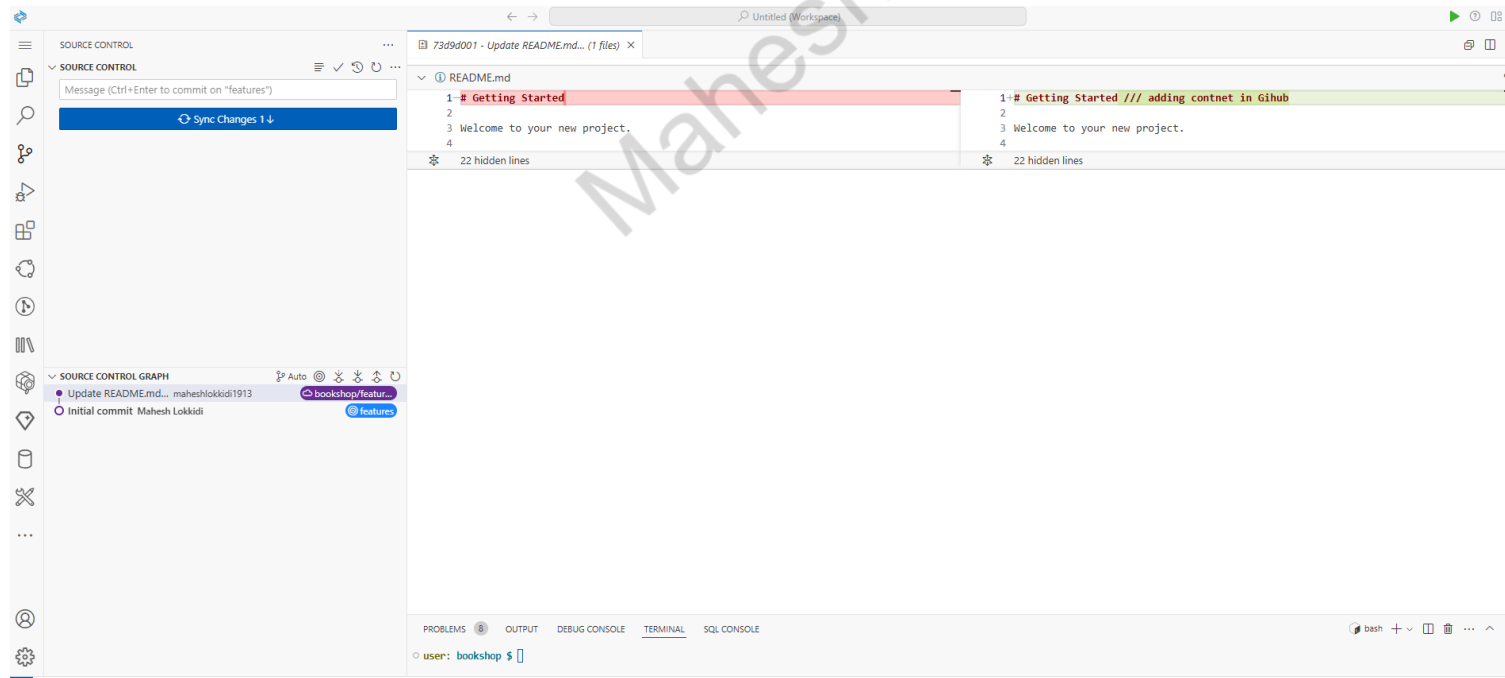 Untitled (Workspace)
SOURCE CONTROL
SOURCE CONTROL
Message (Ctrl+Enter to commit on "features")
Sync Changes 1↓
SOURCE CONTROL GRAPH
Auto
Update README.md... maheshlokkidi1913 bookshop/featur...
Initial commit Mahesh Lokkidi features
73d9d001 - Update README.md... (1 files)
README.md
1 # Getting Started
2
3 Welcome to your new project.
4
22 hidden lines
1+# Getting Started /// adding contnet in Gihub
2
3 Welcome to your new project.
4
22 hidden lines
PROBLEMS 8 OUTPUT DEBUG CONSOLE TERMINAL SQL CONSOLE
bash
user: bookshop $